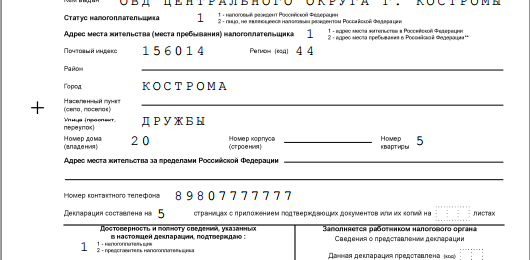 ОВД ЦЕНТРАЛЬНОГО ОКРУГА Г. КОСТРОМЫ
Статус налогоплательщика 1 1 - налоговый резидент Российской Федерации
2 - лицо, не являющееся налоговым резидентом Российской Федерации
Адрес места жительства (места пребывания) налогоплательщика 1 1 - адрес места жительства в Российской Федерации
2 - адрес места пребывания в Российской Федерации**
Почтовый индекс 156014 Регион (код) 44
Район
Город КОСТРОМА
Населенный пункт
(село, поселок)
Улица (проспект, ДРУЖБЫ
переулок)
Номер дома 20 Номер корпуса Номер 5
(владения) (строения) квартиры
Адрес места жительства за пределами Российской Федерации
Номер контактного телефона 89807777777
Декларация составлена на 5 страницах с приложением подтверждающих документов или их копий на листах
Достоверность и полноту сведений, указанных
в настоящей декларации, подтверждаю :
1 1 - налогоплательщик
2 - представитель налогоплательщика
Заполняется работником налогового органа
Сведения о представлении декларации
Данная декларация представлена (код)